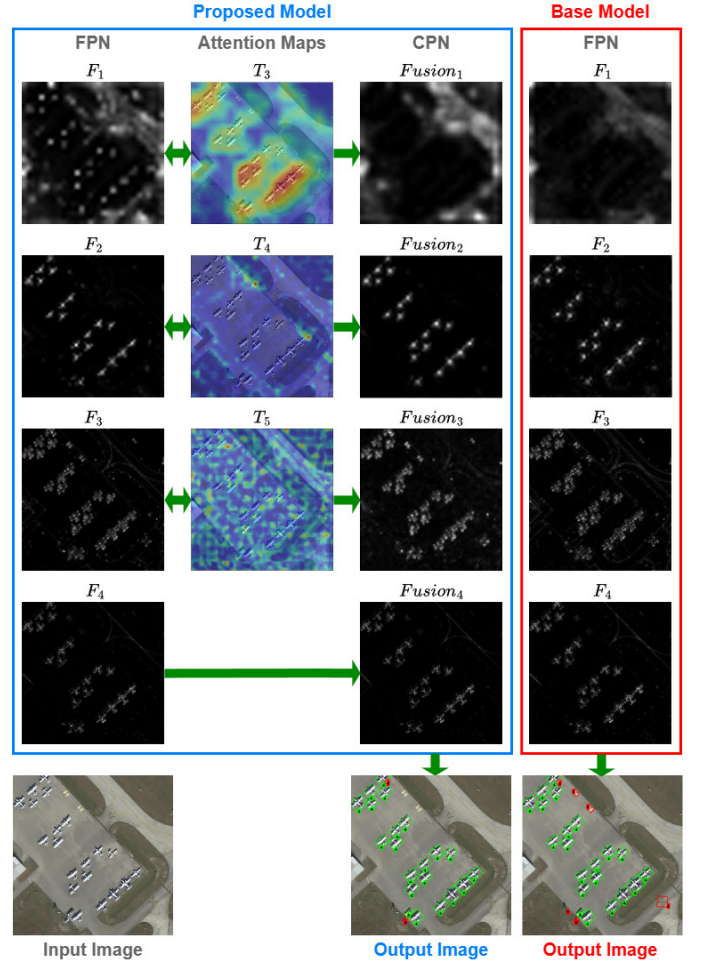 Proposed Model Base Model
FPN Attention Maps CPN FPN
F1 T3 Fusion1 F1
F2 T4 Fusion2 F2
F3 T5 Fusion3 F3
F4 Fusion4 F4
Input Image Output Image Output Image